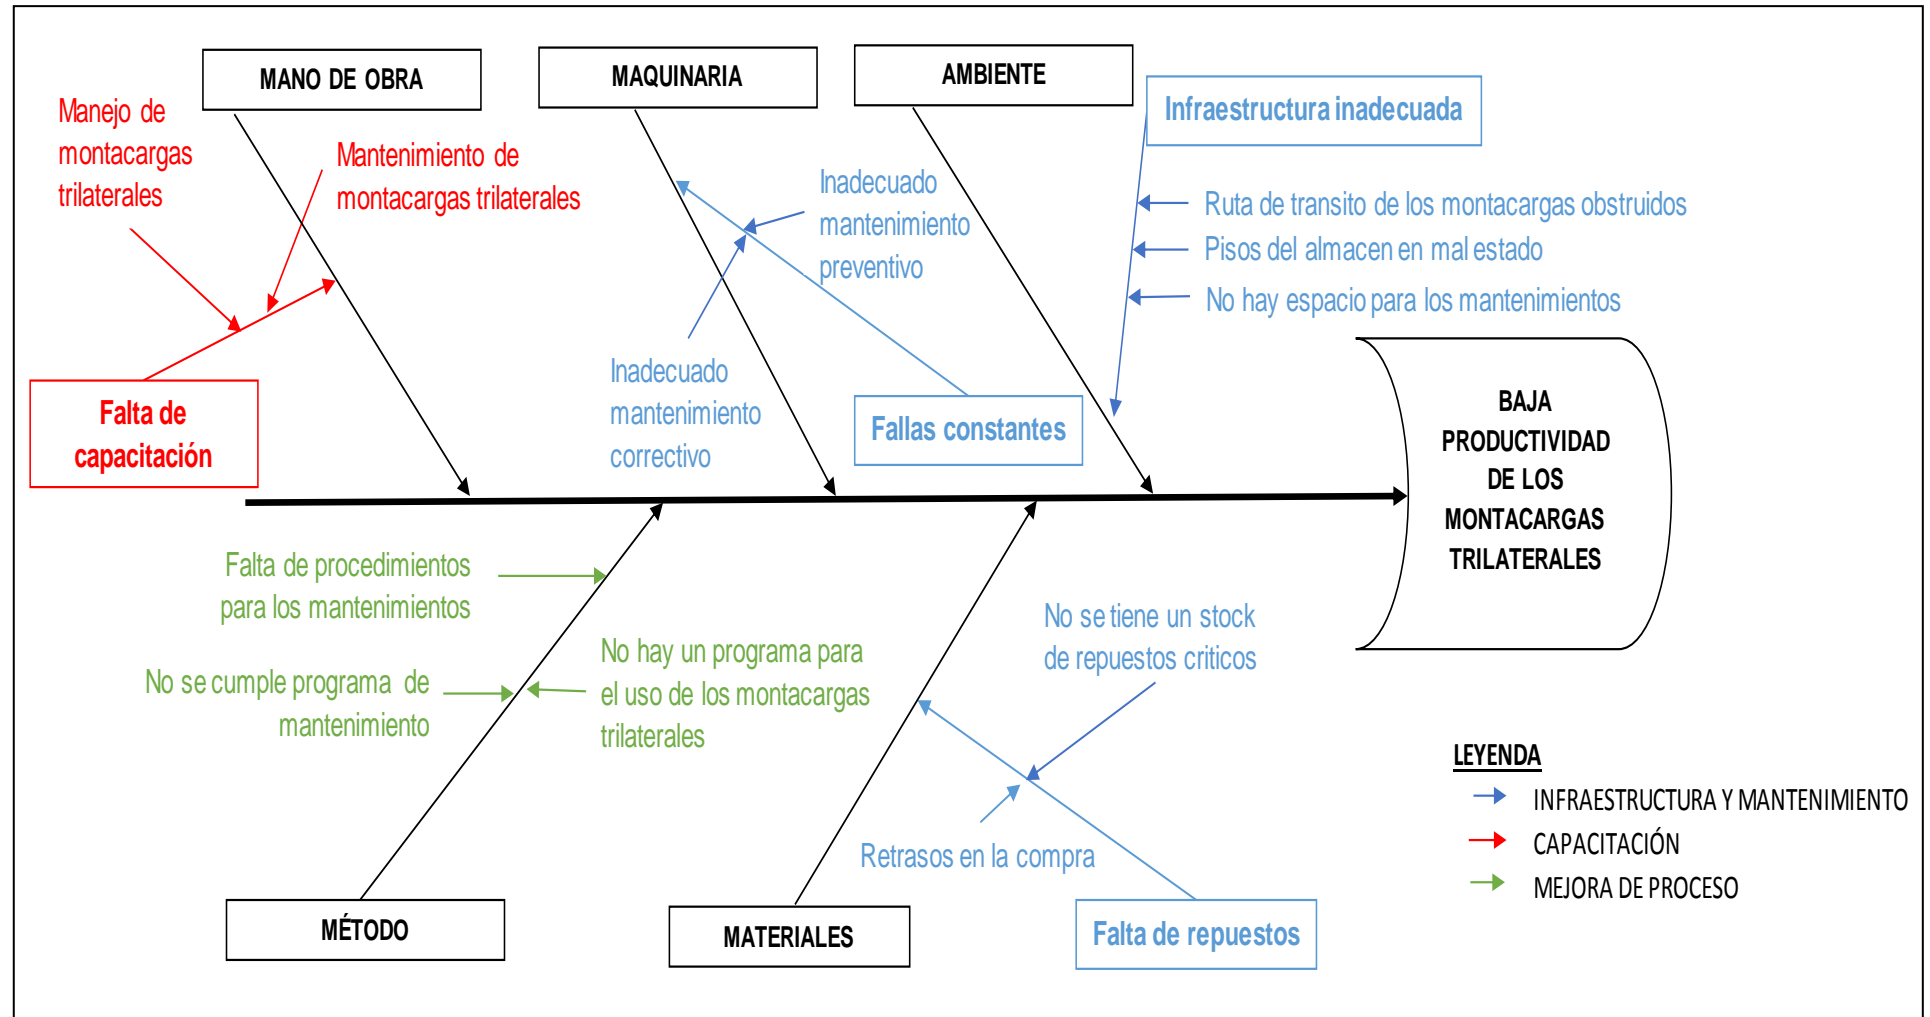 MANO DE OBRA
MAQUINARIA
AMBIENTE
Manejo de
montacargas
trilaterales
Mantenimiento de
montacargas trilaterales
Falta de
capacitación
Inadecuado
mantenimiento
preventivo
Inadecuado
mantenimiento
correctivo
Fallas constantes
Infraestructura inadecuada
Ruta de transito de los montacargas obstruidos
Pisos del almacen en mal estado
No hay espacio para los mantenimientos
BAJA
PRODUCTIVIDAD
DE LOS
MONTACARGAS
TRILATERALES
Falta de procedimientos
para los mantenimientos
No se cumple programa de
mantenimiento
No hay un programa para
el uso de los montacargas
trilaterales
No se tiene un stock
de repuestos criticos
Retrasos en la compra
Falta de repuestos
MÉTODO
MATERIALES
LEYENDA
INFRAESTRUCTURA Y MANTENIMIENTO
CAPACITACIÓN
MEJORA DE PROCESO